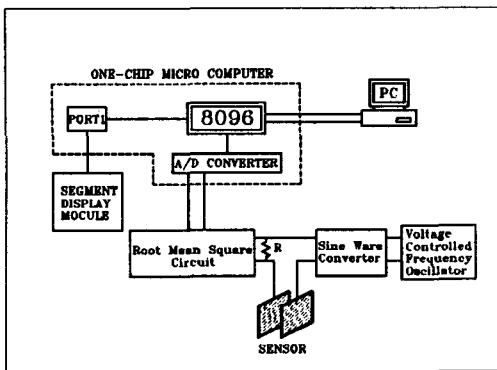 ONE-CHIP MICRO COMPUTER
PC
PORT1
8096
A/D CONVERTER
SEGMENT
DISPLAY
MOCULE
Root Mean Square
Circuit
R
Sine Ware
Converter
Voltage
Controlled
Frequency
Oscillator
SENSOR